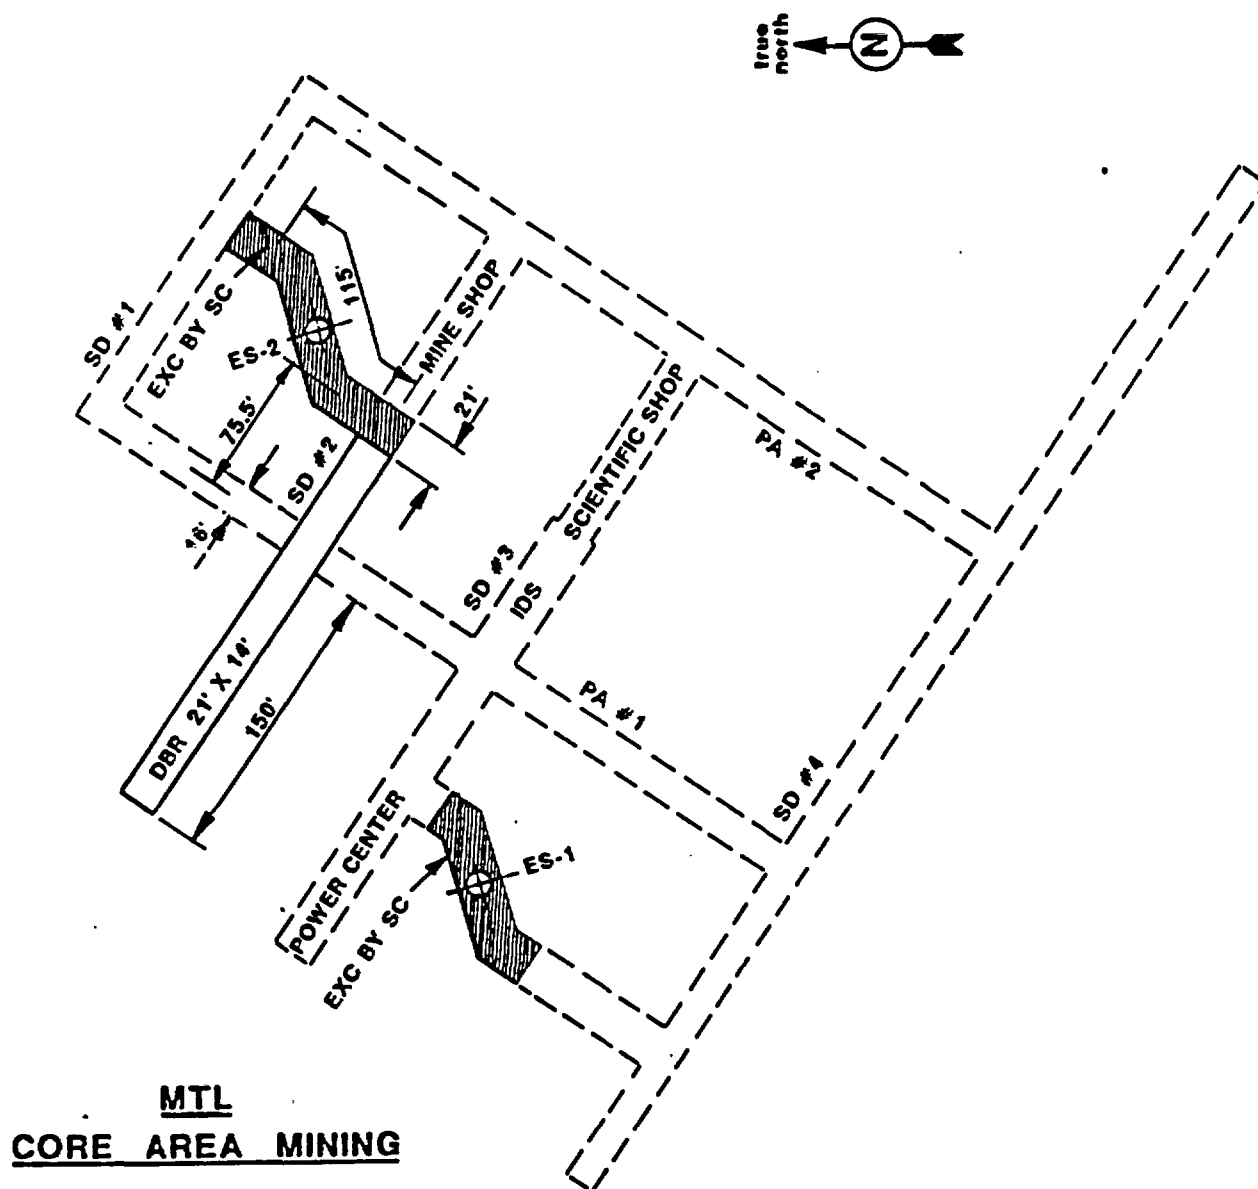 true
north
N
SD #1
EXC BY SC
ES-2
115'
MINE SHOP
75.5'
21'
SD #2
16'
SCIENTIFIC SHOP
PA #2
SD #3
IDS
DBR 21' X 14'
150'
PA #1
SD #4
POWER CENTER
ES-1
EXC BY SC
MTL
CORE AREA MINING